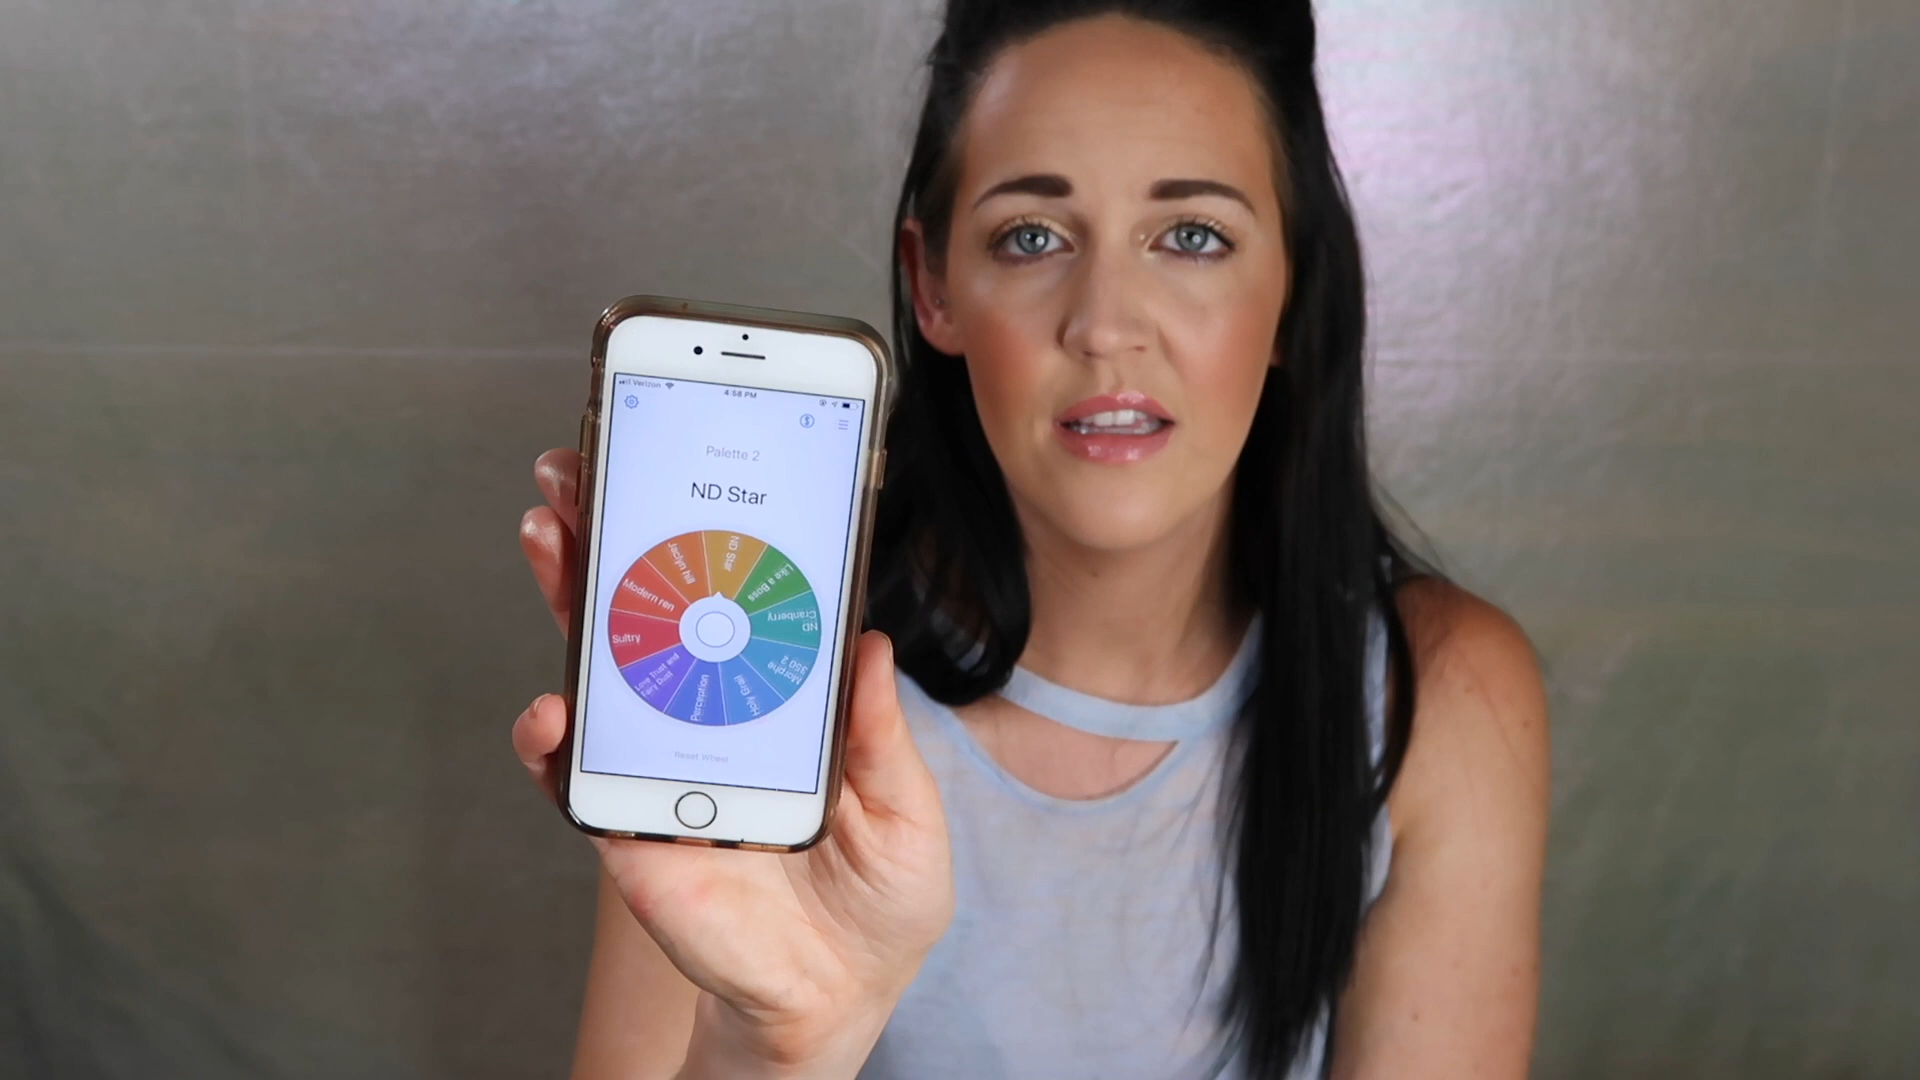 Verizon
4:58 PM
Palette 2
ND Star
ND Star
Like a Boss
ND
Cranberry
Morphe
350 2
Holy Grail
Perception
Love Trust and
Fairy Dust
Sultry
Modern ren
Jaclyn hill
Reset Wheel